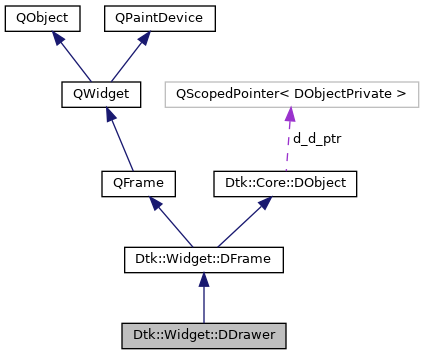 QObject
QPaintDevice
QWidget
QScopedPointer< DObjectPrivate >
d_d_ptr
QFrame
Dtk::Core::DObject
Dtk::Widget::DFrame
Dtk::Widget::DDrawer